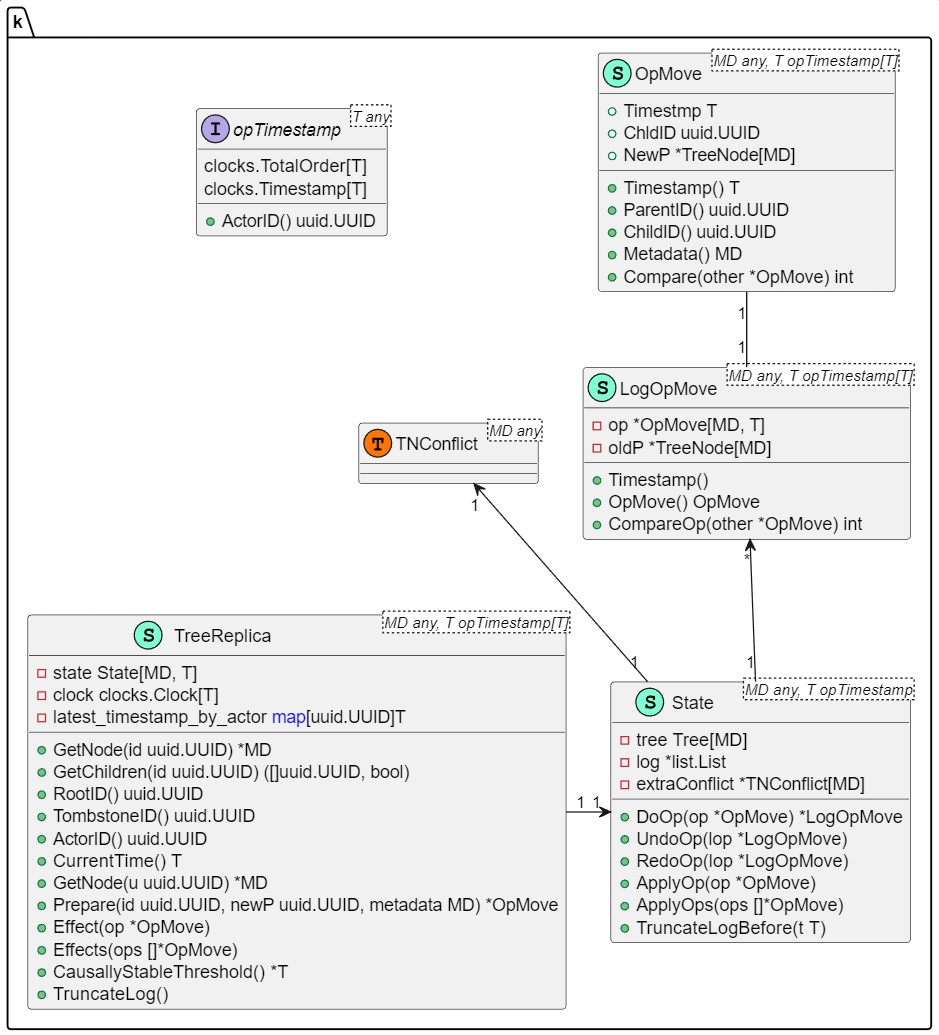 k
MD any, T opTimestamp[T]
S OpMove
Timestmp T
ChldID uuid.UUID
NewP *TreeNode[MD]
Timestamp() T
ParentID() uuid.UUID
ChildID() uuid.UUID
Metadata() MD
Compare(other *OpMove) int
T any
I opTimestamp
clocks.TotalOrder[T]
clocks.Timestamp[T]
ActorID() uuid.UUID
1
1
MD any, T opTimestamp[T]
S LogOpMove
op *OpMove[MD, T]
oldP *TreeNode[MD]
Timestamp()
OpMove() OpMove
CompareOp(other *OpMove) int
MD any
T TNConflict
1
*
1
1
MD any, T opTimestamp[T]
S TreeReplica
state State[MD, T]
clock clocks.Clock[T]
latest_timestamp_by_actor map[uuid.UUID]T
GetNode(id uuid.UUID) *MD
GetChildren(id uuid.UUID) ([]uuid.UUID, bool)
RootID() uuid.UUID
TombstoneID() uuid.UUID
ActorID() uuid.UUID
CurrentTime() T
GetNode(u uuid.UUID) *MD
Prepare(id uuid.UUID, newP uuid.UUID, metadata MD) *OpMove
Effect(op *OpMove)
Effects(ops []*OpMove)
CausallyStableThreshold() *T
TruncateLog()
1 1
MD any, T opTimestamp
S State
tree Tree[MD]
log *list.List
extraConflict *TNConflict[MD]
DoOp(op *OpMove) *LogOpMove
UndoOp(lop *LogOpMove)
RedoOp(lop *LogOpMove)
ApplyOp(op *OpMove)
ApplyOps(ops []*OpMove)
TruncateLogBefore(t T)